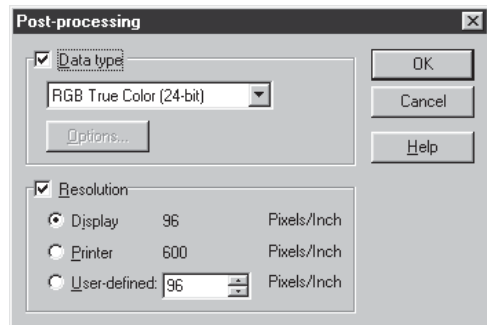 Post-processing
Data type
RGB True Color (24-bit)
Options...
OK
Cancel
Help
Resolution
Display 96 Pixels/Inch
Printer 600 Pixels/Inch
User-defined: 96 Pixels/Inch